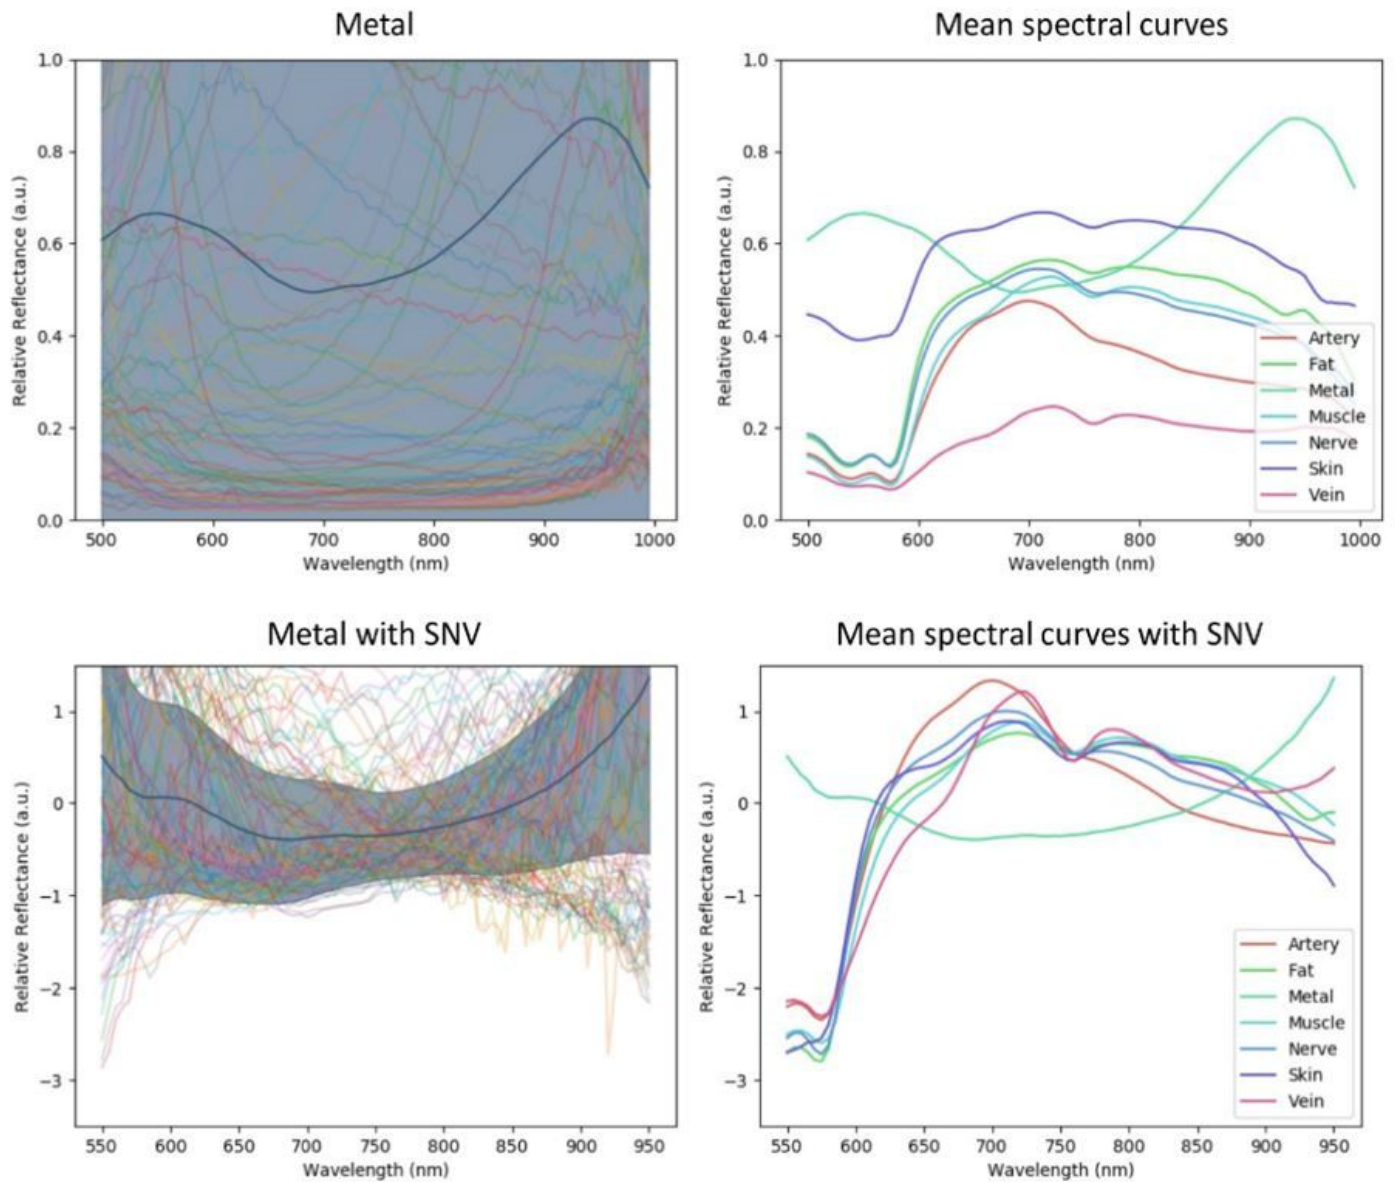 Metal
1.0
0.8
0.6
0.4
0.2
0.0
Relative Reflectance (a.u.)
500 600 700 800 900 1000
Wavelength (nm)
Mean spectral curves
1.0
0.8
0.6
0.4
0.2
0.0
Relative Reflectance (a.u.)
500 600 700 800 900 1000
Wavelength (nm)
Artery
Fat
Metal
Muscle
Nerve
Skin
Vein
Metal with SNV
1
0
−1
−2
−3
Relative Reflectance (a.u.)
550 600 650 700 750 800 850 900 950
Wavelength (nm)
Mean spectral curves with SNV
1
0
−1
−2
−3
Relative Reflectance (a.u.)
550 600 650 700 750 800 850 900 950
Wavelength (nm)
Artery
Fat
Metal
Muscle
Nerve
Skin
Vein